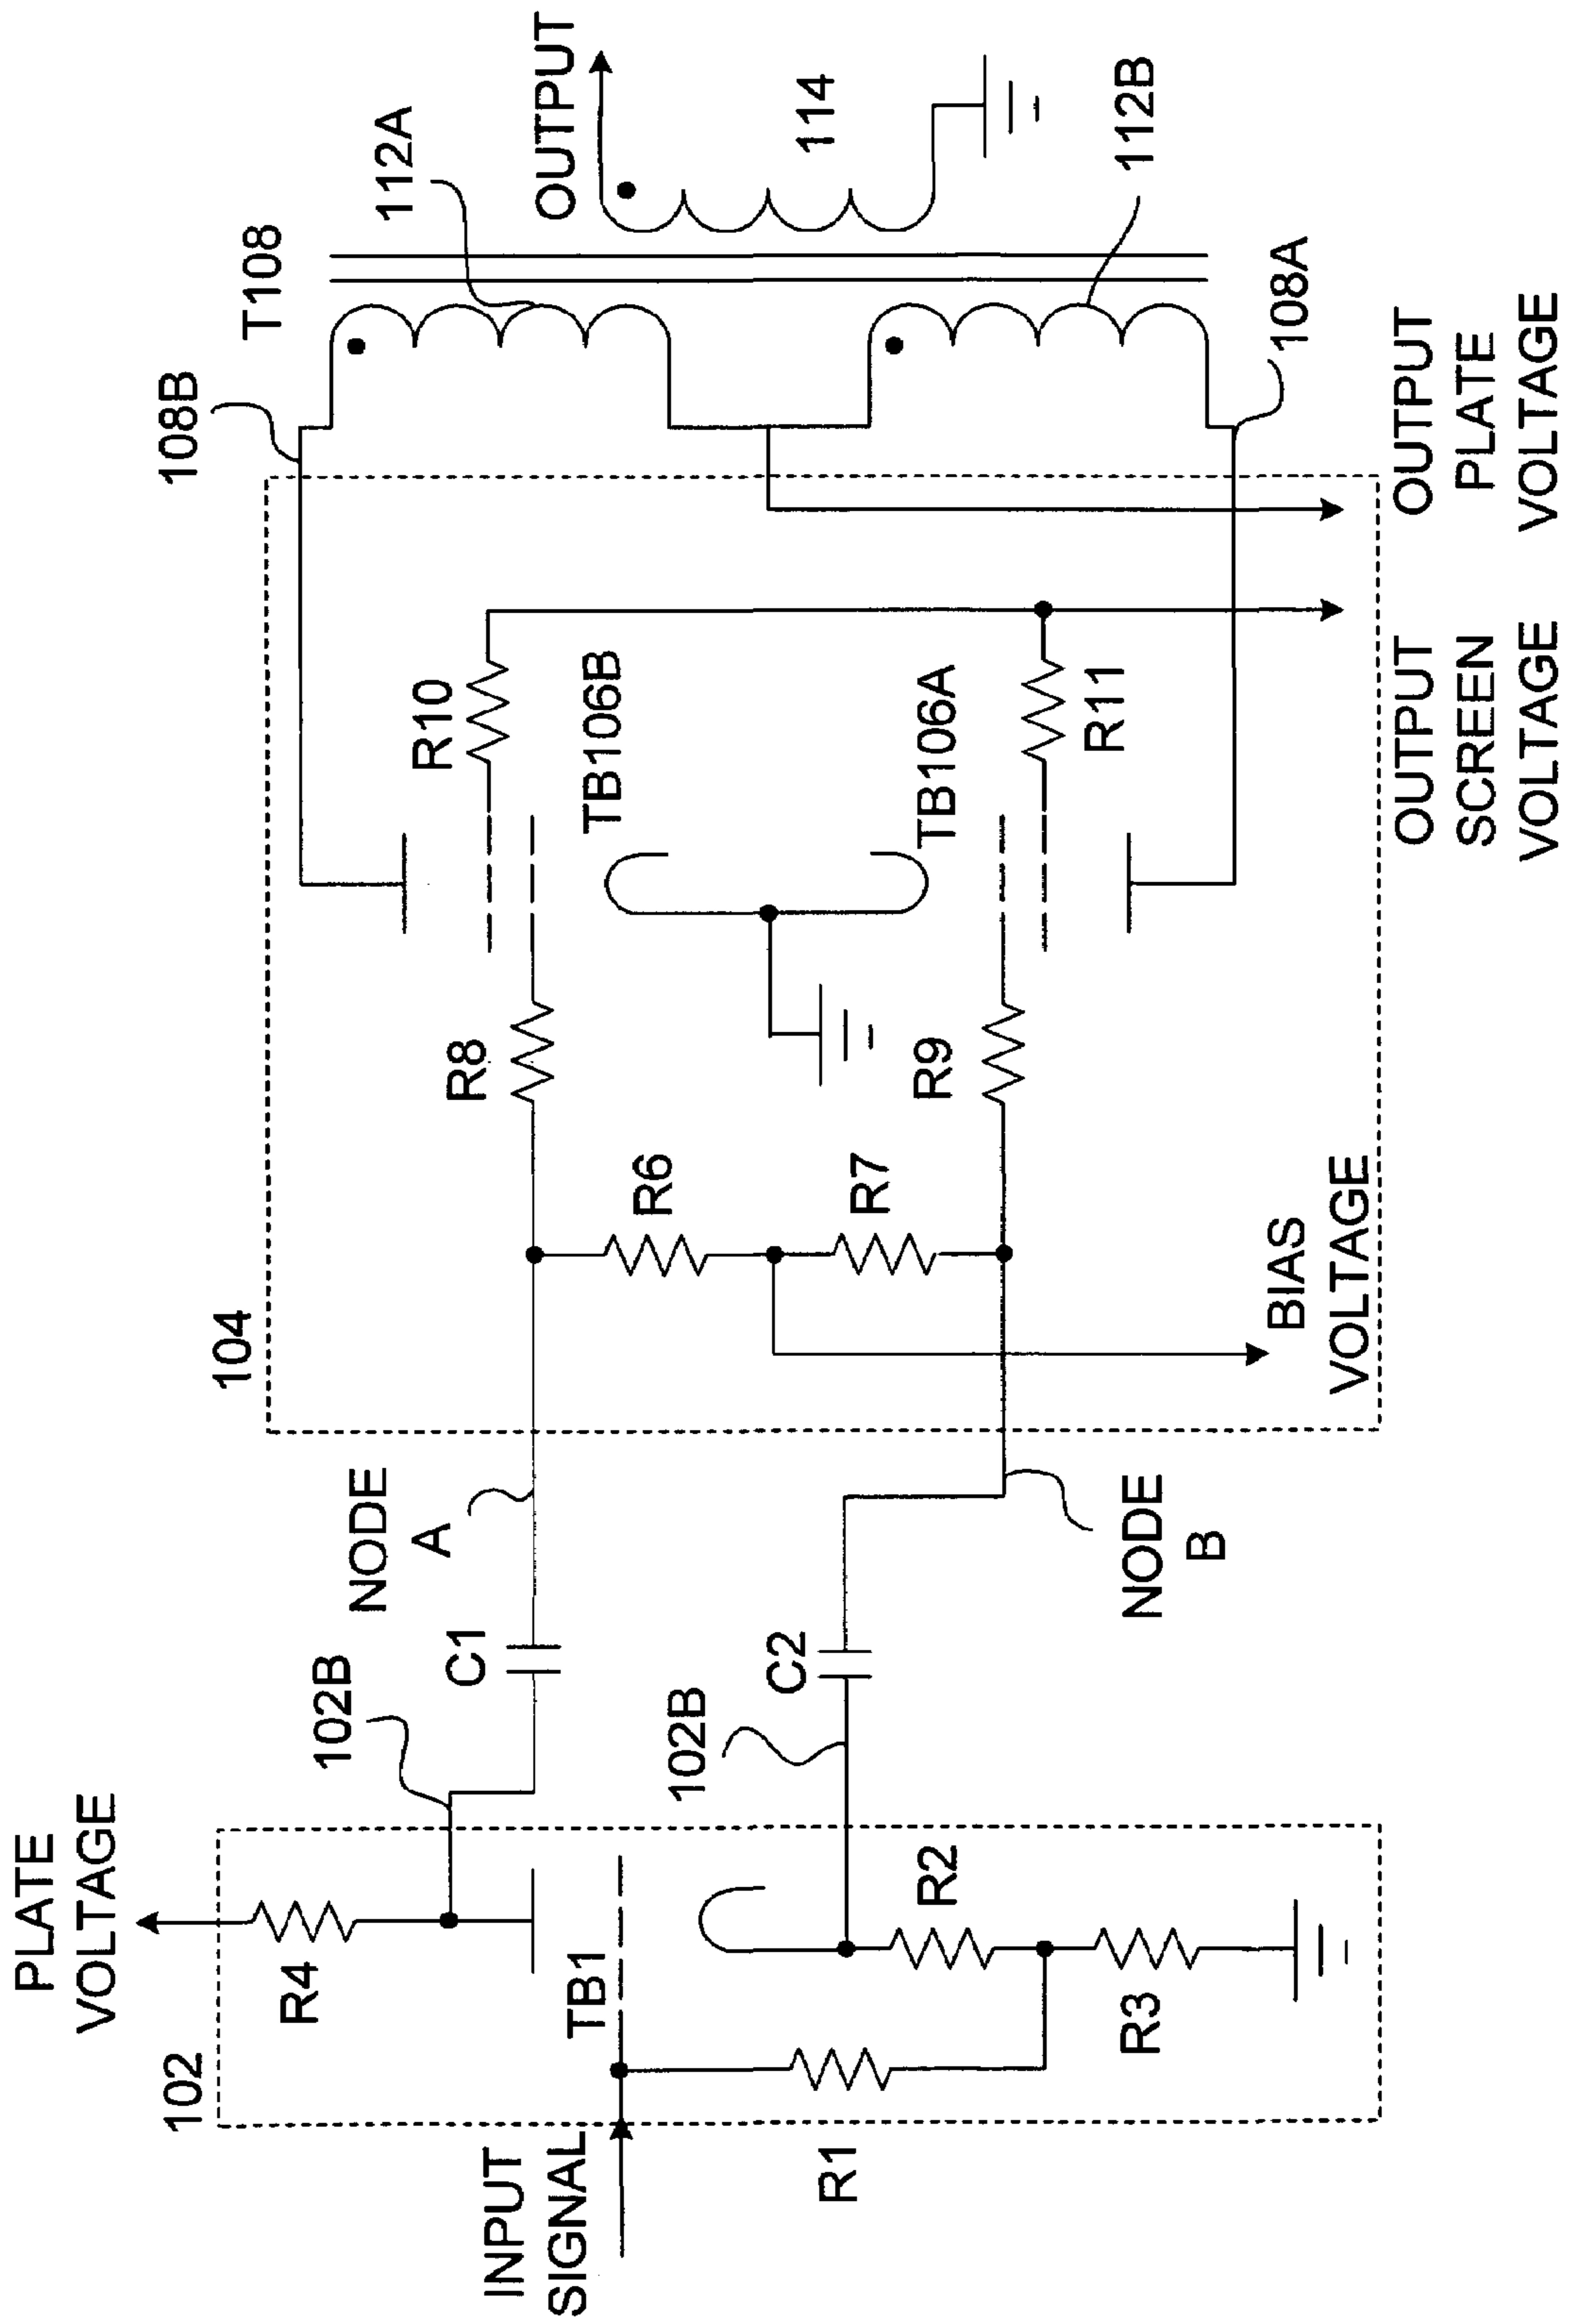 PLATE
VOLTAGE
102
R4
INPUT
SIGNAL
TB1
R1
R2
R3
102B
C1
NODE
A
102B
C2
NODE
B
104
R8
R6
R7
R9
BIAS
VOLTAGE
R10
TB106B
TB106A
R11
OUTPUT
SCREEN
VOLTAGE
108B
T108
112A
OUTPUT
114
112B
108A
OUTPUT
PLATE
VOLTAGE